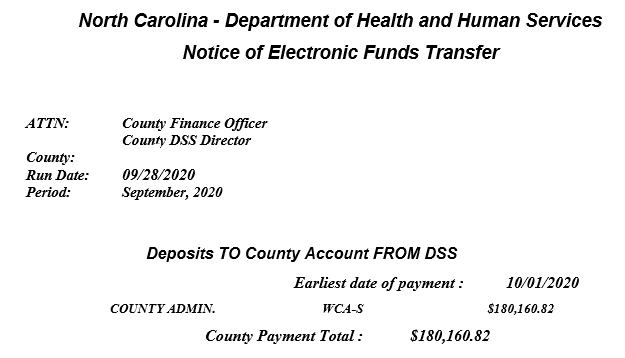 North Carolina - Department of Health and Human Services
Notice of Electronic Funds Transfer
ATTN: County Finance Officer
County DSS Director
County:
Run Date: 09/28/2020
Period: September, 2020
Deposits TO County Account FROM DSS
Earliest date of payment : 10/01/2020
COUNTY ADMIN. WCA-S $180,160.82
County Payment Total : $180,160.82